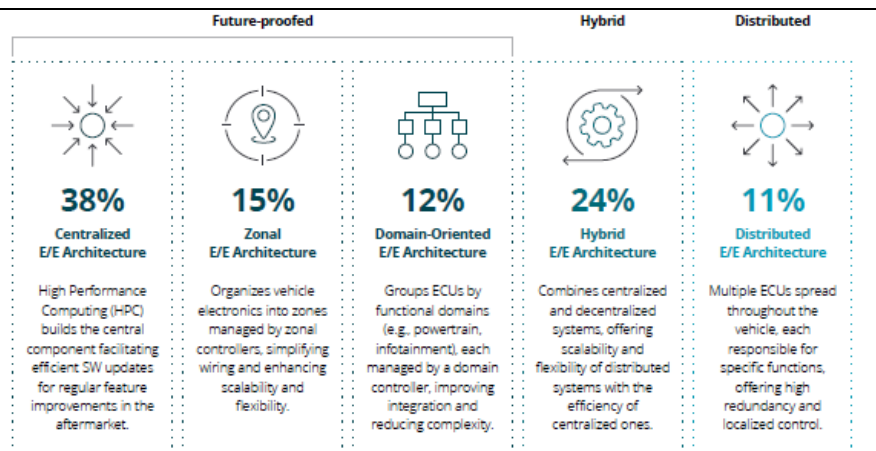 Future-proofed
Hybrid
Distributed
38%
Centralized
E/E Architecture
High Performance
Computing (HPC)
builds the central
component facilitating
efficient SW updates
for regular feature
improvements in the
aftermarket.
15%
Zonal
E/E Architecture
Organizes vehicle
electronics into zones
managed by zonal
controllers, simplifying
wiring and enhancing
scalability and
flexibility.
12%
Domain-Oriented
E/E Architecture
Groups ECUs by
functional domains
(e.g., powertrain,
infotainment), each
managed by a domain
controller, improving
integration and
reducing complexity.
24%
Hybrid
E/E Architecture
Combines centralized
and decentralized
systems, offering
scalability and
flexibility of distributed
systems with the
efficiency of
centralized ones.
11%
Distributed
E/E Architecture
Multiple ECUs spread
throughout the
vehicle, each
responsible for
specific functions,
offering high
redundancy and
localized control.